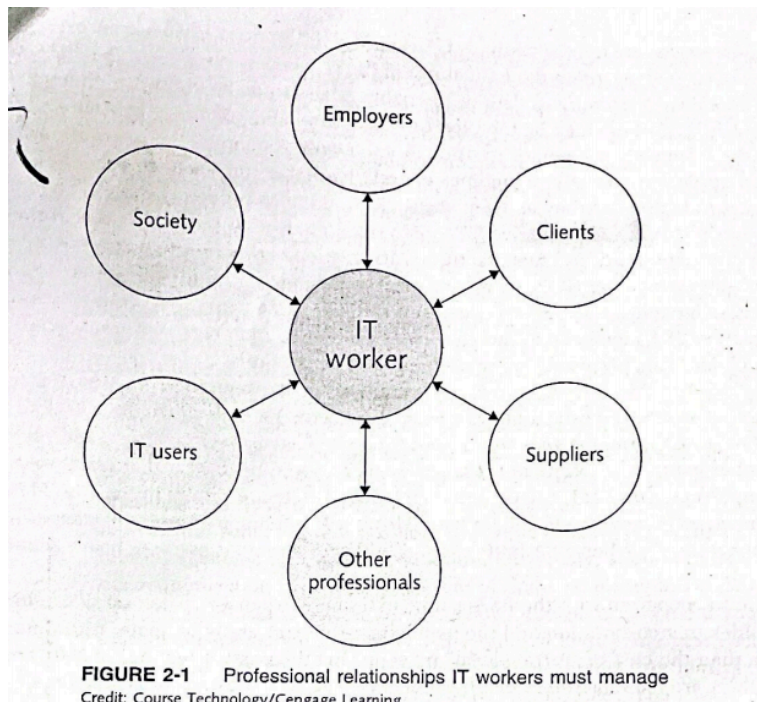 Employers
Society
Clients
IT
worker
IT users
Suppliers
Other
professionals
FIGURE 2-1 Professional relationships IT workers must manage
Credit: Course Technology/Cengage Learning